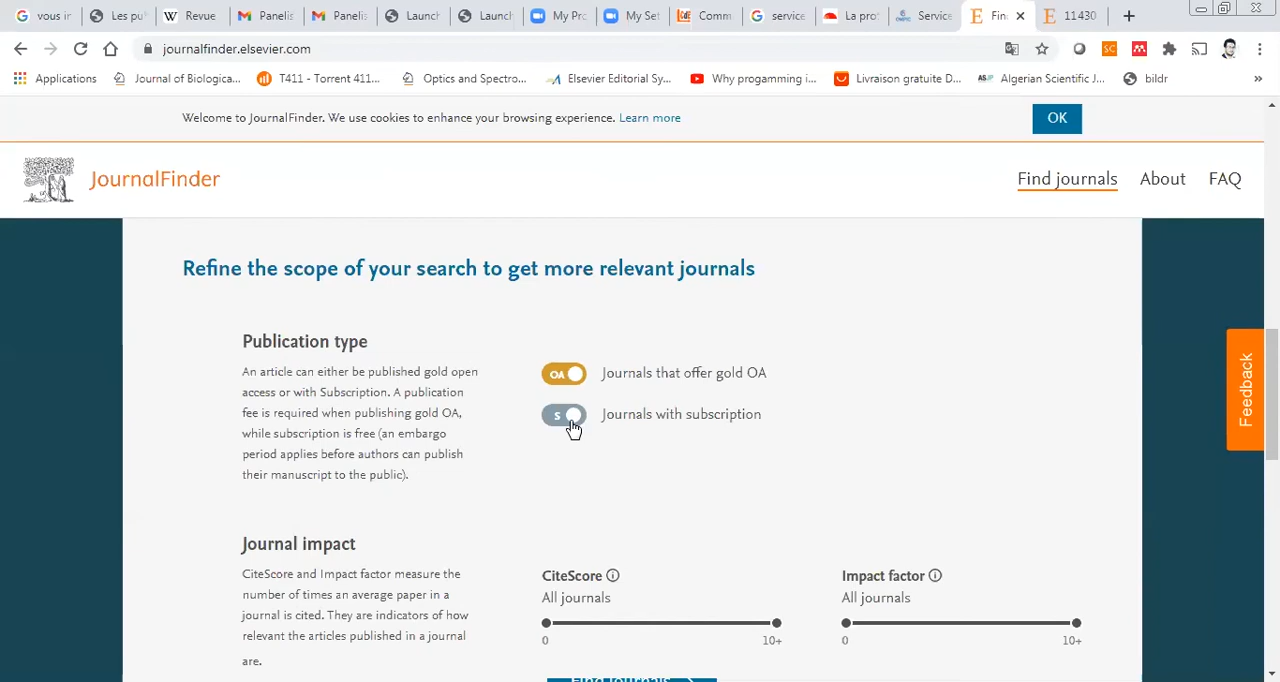 vous in
Les pu
Revue
Panelis
Panelis
Launch
Launch
My Pro
My Set
Comm
service
La prot
Service
Fin
11430
journalfinder.elsevier.com
SC
Applications
Journal of Biologica...
T411 - Torrent 411...
Optics and Spectro...
Elsevier Editorial Sy...
Why progamming i...
Livraison gratuite D...
ASJP
Algerian Scientific J...
bildr
Welcome to JournalFinder. We use cookies to enhance your browsing experience. Learn more
OK
JournalFinder
Find journals
About
FAQ
Refine the scope of your search to get more relevant journals
Publication type
An article can either be published gold open
access or with Subscription. A publication
fee is required when publishing gold OA,
while subscription is free (an embargo
period applies before authors can publish
their manuscript to the public).
OA
Journals that offer gold OA
S
Journals with subscription
Feedback
Journal impact
CiteScore and Impact factor measure the
number of times an average paper in a
journal is cited. They are indicators of how
relevant the articles published in a journal
are.
CiteScore
All journals
0
10+
Impact factor
All journals
0
10+
Find journals